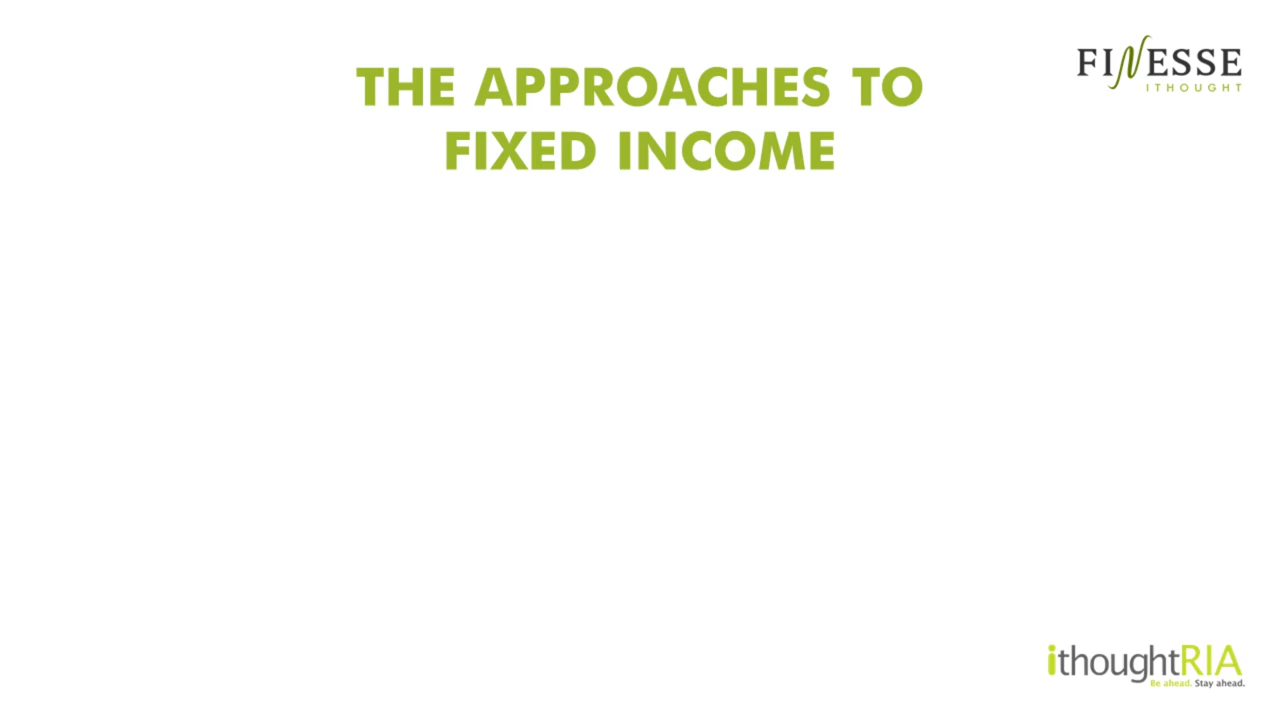 THE APPROACHES TO
FIXED INCOME
FINESSE
ITHOUGHT
ithoughtRIA
Be ahead. Stay ahead.